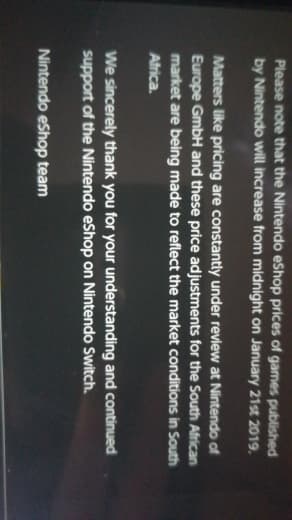 Please note that the Nintendo eShop prices of games published
by Nintendo will increase from midnight on January 21st 2019.
Matters like pricing are constantly under review at Nintendo of
Europe GmbH and these price adjustments for the South African
market are being made to reflect the market conditions in South
Africa.
We sincerely thank you for your understanding and continued
support of the Nintendo eShop on Nintendo Switch.
Nintendo eShop team